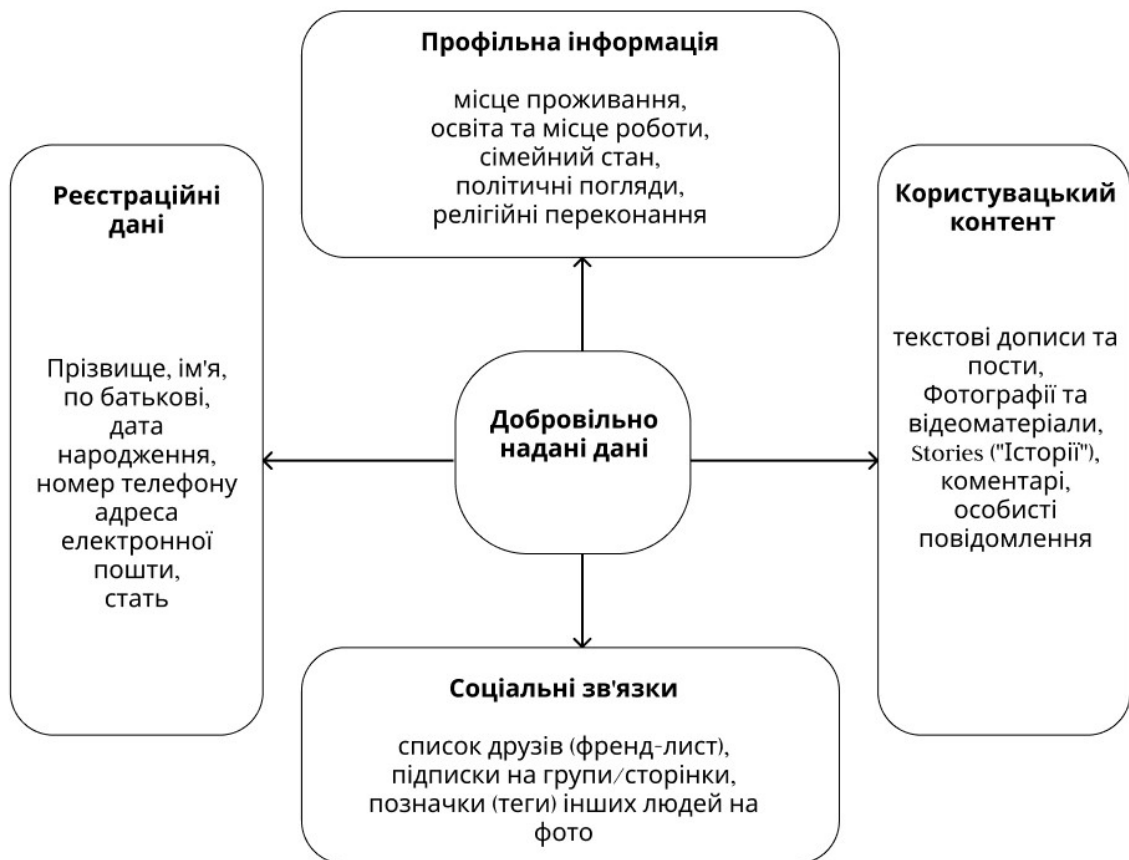 Профільна інформація
місце проживання,
освіта та місце роботи,
сімейний стан,
політичні погляди,
релігійні переконання
Реєстраційні
дані
Прізвище, ім'я,
по батькові,
дата
народження,
номер телефону
адреса
електронної
пошти,
стать
Добровільно
надані дані
Користувацький
контент
текстові дописи та
пости,
Фотографії та
відеоматеріали,
Stories ("Історії"),
коментарі,
особисті
повідомлення
Соціальні зв'язки
список друзів (френд-лист),
підписки на групи/сторінки,
позначки (теги) інших людей на
фото